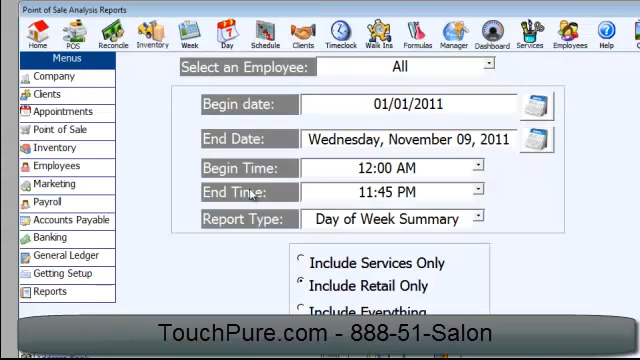 Point of Sale Analysis Reports
Home POS Reconcile Inventory Week Day Schedule Clients Timeclock Walk Ins Formulas Manager Dashboard Services Employees Help
Menus
Company
Clients
Appointments
Point of Sale
Inventory
Employees
Marketing
Payroll
Accounts Payable
Banking
General Ledger
Getting Setup
Reports
Select an Employee: All
Begin date: 01/01/2011
End Date: Wednesday, November 09, 2011
Begin Time: 12:00 AM
End Time: 11:45 PM
Report Type: Day of Week Summary
Include Services Only
Include Retail Only
Include Everything
TouchPure.com - 888-51-Salon